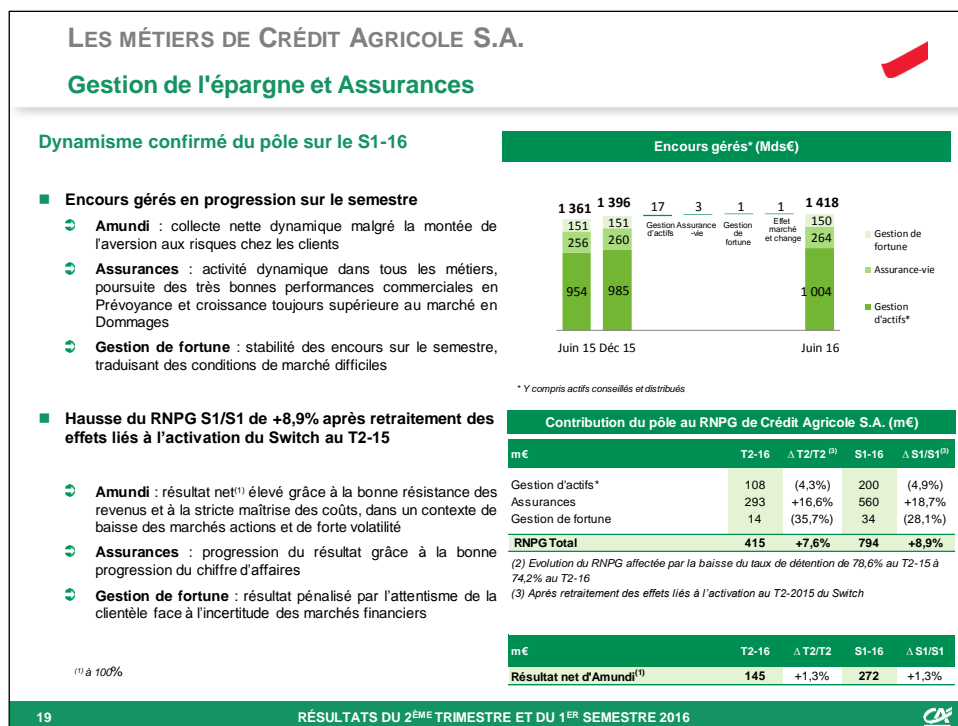 LES MÉTIERS DE CRÉDIT AGRICOLE S.A.
Gestion de l'épargne et Assurances
Dynamisme confirmé du pôle sur le S1-16
Encours gérés en progression sur le semestre
Amundi : collecte nette dynamique malgré la montée de
l'aversion aux risques chez les clients
Assurances : activité dynamique dans tous les métiers,
poursuite des très bonnes performances commerciales en
Prévoyance et croissance toujours supérieure au marché en
Dommages
Gestion de fortune : stabilité des encours sur le semestre,
traduisant des conditions de marché difficiles
Hausse du RNPG S1/S1 de +8,9% après retraitement des
effets liés à l'activation du Switch au T2-15
Amundi : résultat net(1) élevé grâce à la bonne résistance des
revenus et à la stricte maîtrise des coûts, dans un contexte de
baisse des marchés actions et de forte volatilité
Assurances : progression du résultat grâce à la bonne
progression du chiffre d'affaires
Gestion de fortune : résultat pénalisé par l'attentisme de la
clientèle face à l'incertitude des marchés financiers
(1) à 100%
Encours gérés* (Mds€)
1 361 1 396 17 3 1 1 1 418
151 151 Gestion d'actifs Assurance -vie Gestion de fortune Effet marché et change 150
256 260 264
954 985 1 004
Juin 15 Déc 15 Juin 16
Gestion de
fortune
Assurance-vie
Gestion
d'actifs*
* Y compris actifs conseillés et distribués
Contribution du pôle au RNPG de Crédit Agricole S.A. (m€)
m€ T2-16 Δ T2/T2 (3) S1-16 Δ S1/S1(3)
Gestion d'actifs* 108 (4,3%) 200 (4,9%)
Assurances 293 +16,6% 560 +18,7%
Gestion de fortune 14 (35,7%) 34 (28,1%)
RNPG Total 415 +7,6% 794 +8,9%
(2) Evolution du RNPG affectée par la baisse du taux de détention de 78,6% au T2-15 à
74,2% au T2-16
(3) Après retraitement des effets liés à l'activation au T2-2015 du Switch
m€ T2-16 Δ T2/T2 S1-16 Δ S1/S1
Résultat net d'Amundi(1) 145 +1,3% 272 +1,3%
19 RÉSULTATS DU 2ÈME TRIMESTRE ET DU 1ER SEMESTRE 2016